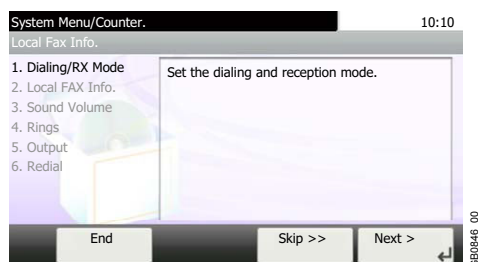 System Menu/Counter.
10:10
Local Fax Info.
1. Dialing/RX Mode
2. Local FAX Info.
3. Sound Volume
4. Rings
5. Output
6. Redial
Set the dialing and reception mode.
End
Skip >>
Next >